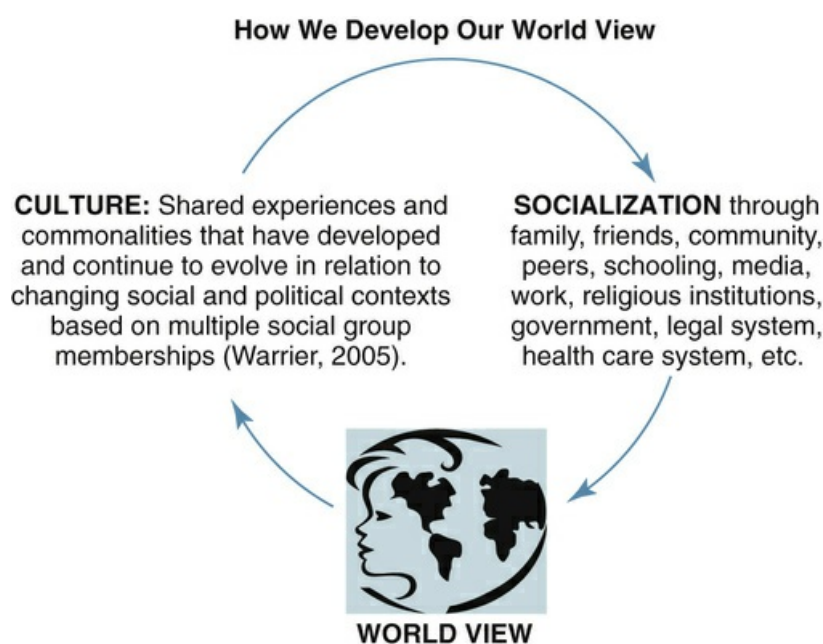 How We Develop Our World View
CULTURE: Shared experiences and
commonalities that have developed
and continue to evolve in relation to
changing social and political contexts
based on multiple social group
memberships (Warrier, 2005).
SOCIALIZATION through
family, friends, community,
peers, schooling, media,
work, religious institutions,
government, legal system,
health care system, etc.
WORLD VIEW